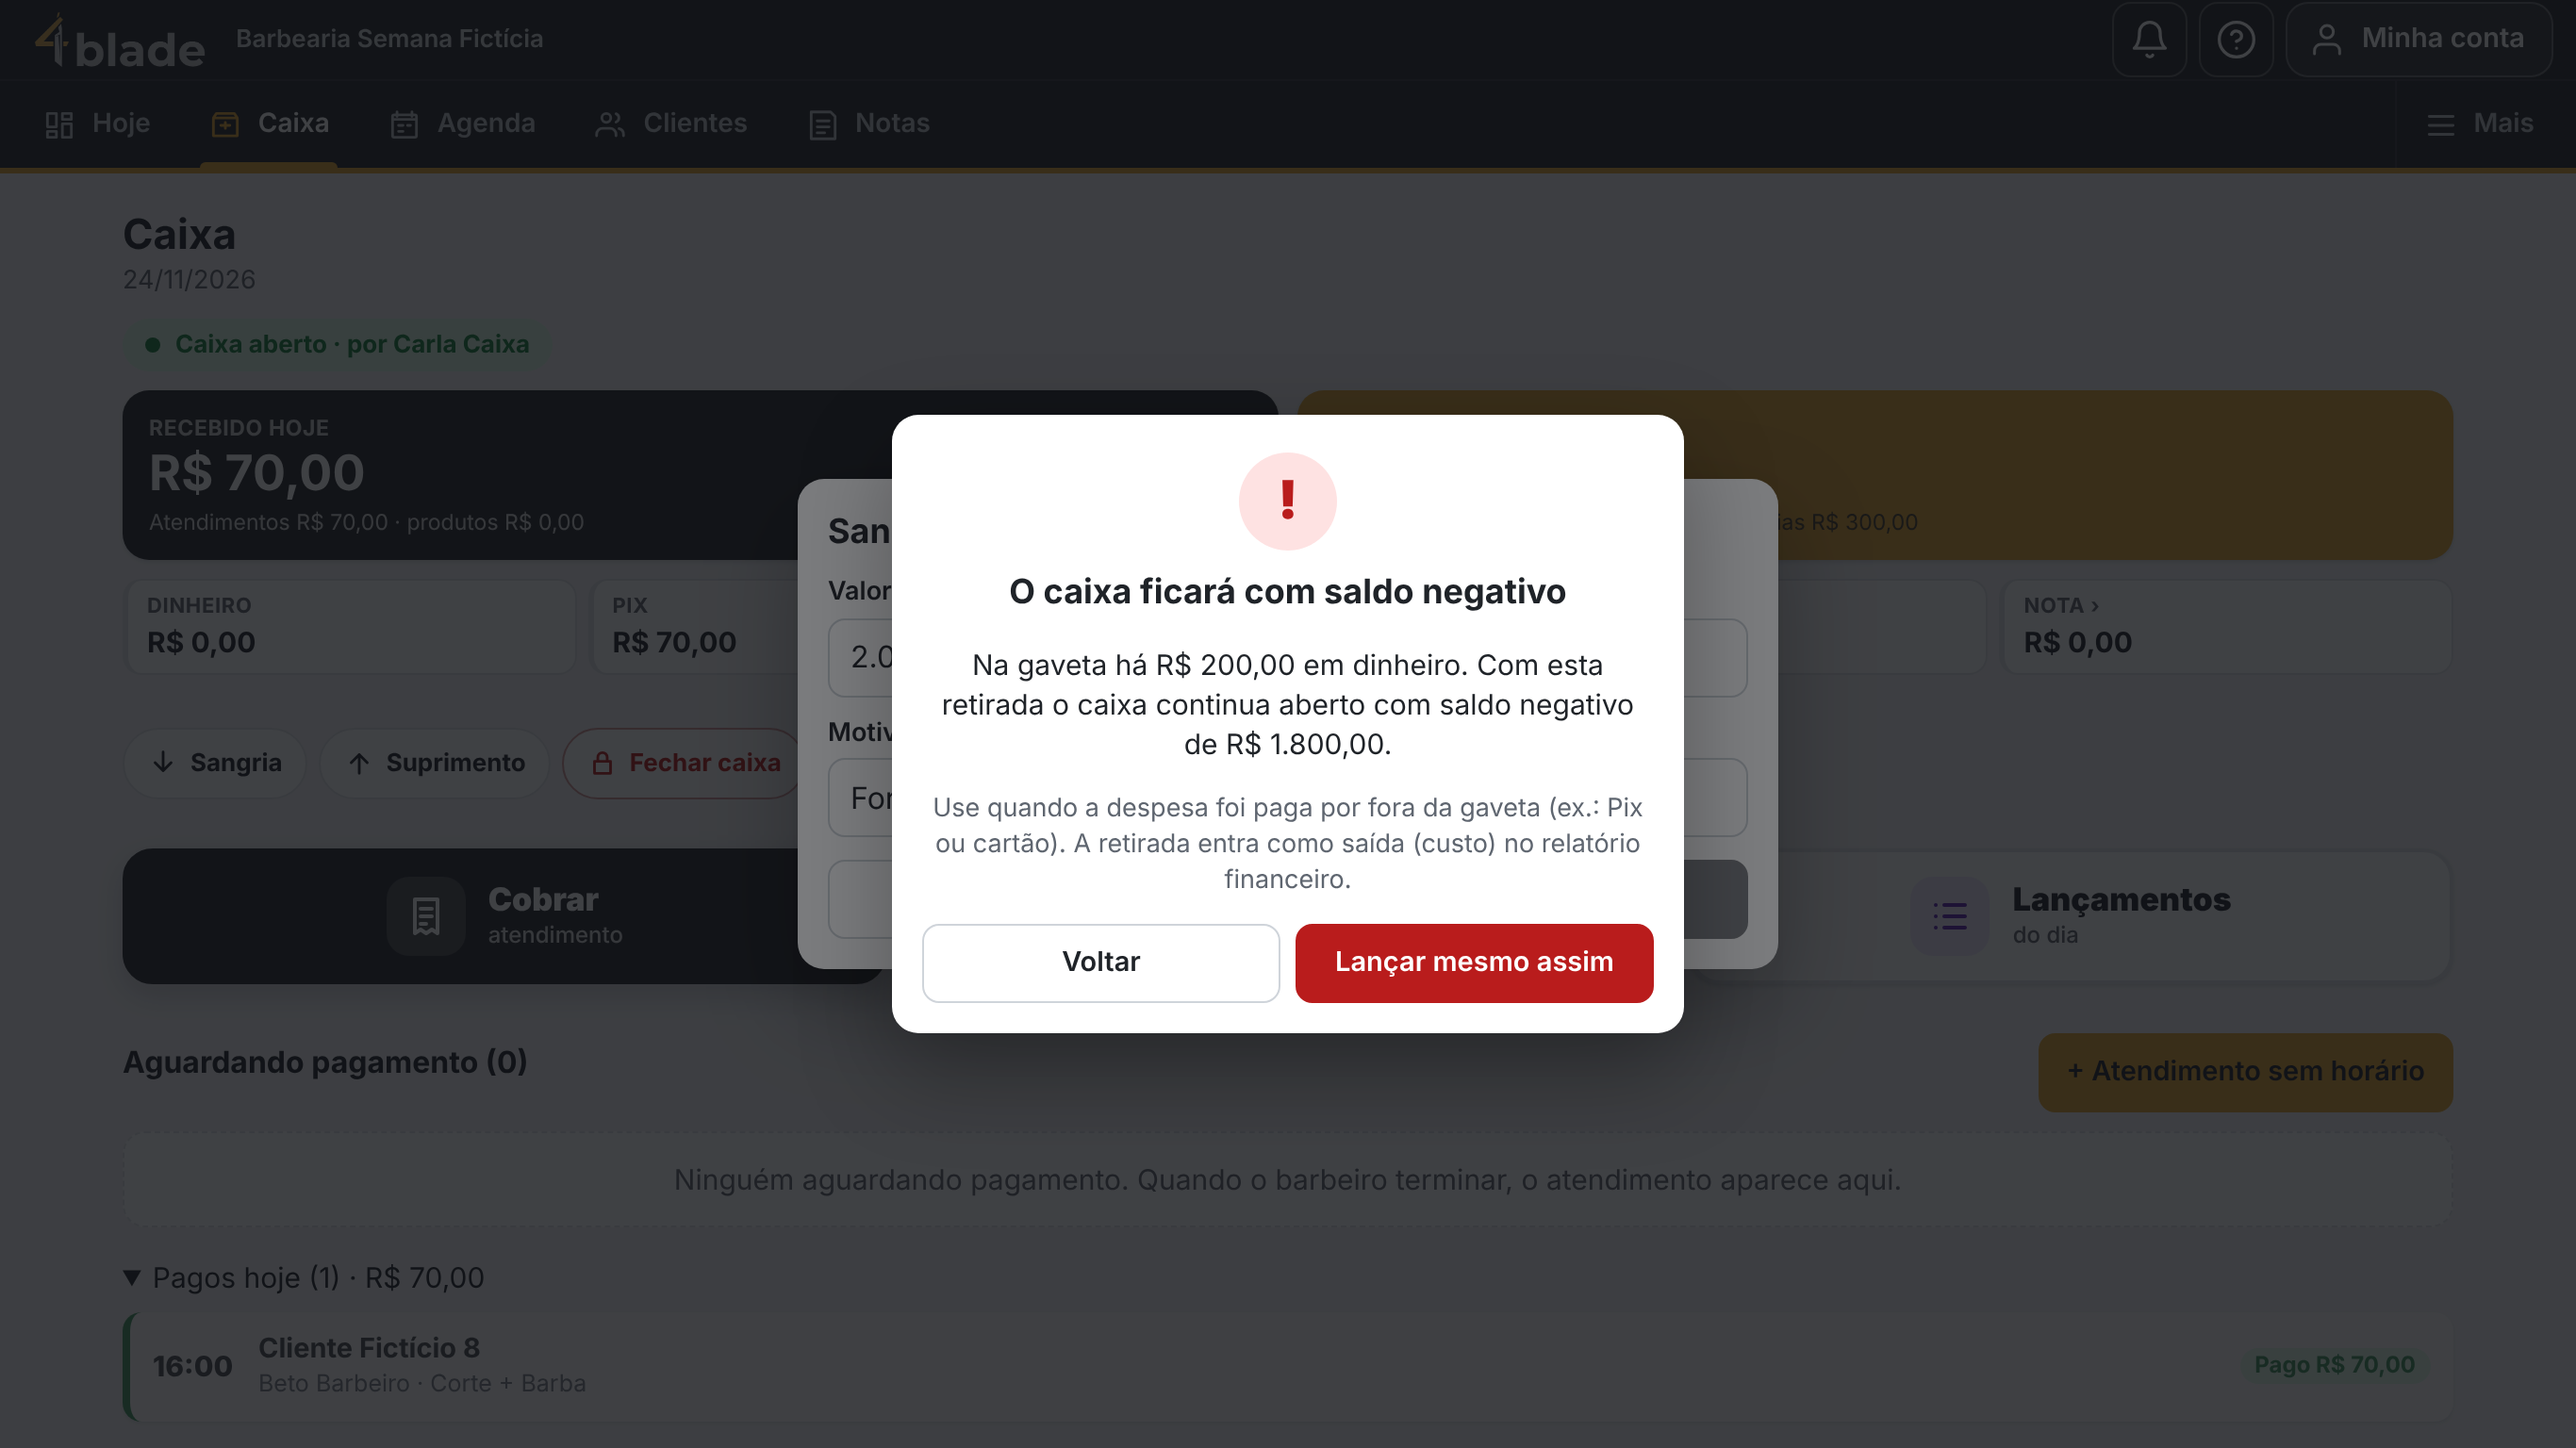 4blade
Barbearia Semana Fictícia
Minha conta
Hoje
Caixa
Agenda
Clientes
Notas
Mais
Caixa
24/11/2026
Caixa aberto · por Carla Caixa
RECEBIDO HOJE
R$ 70,00
Atendimentos R$ 70,00 · produtos R$ 0,00
R$ 300,00
DINHEIRO
R$ 0,00
PIX
R$ 70,00
NOTA ›
R$ 0,00
Sangria
Suprimento
Fechar caixa
Valor
!
O caixa ficará com saldo negativo
Na gaveta há R$ 200,00 em dinheiro. Com esta
retirada o caixa continua aberto com saldo negativo
de R$ 1.800,00.
Use quando a despesa foi paga por fora da gaveta (ex.: Pix
ou cartão). A retirada entra como saída (custo) no relatório
financeiro.
Voltar
Lançar mesmo assim
Cobrar
atendimento
Lançamentos
do dia
Aguardando pagamento (0)
+ Atendimento sem horário
Ninguém aguardando pagamento. Quando o barbeiro terminar, o atendimento aparece aqui.
▼ Pagos hoje (1) · R$ 70,00
16:00
Cliente Fictício 8
Beto Barbeiro · Corte + Barba
Pago R$ 70,00